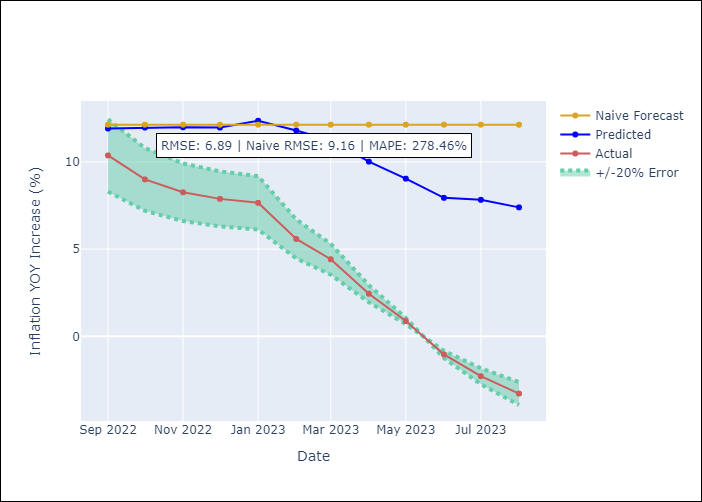 Naive Forecast
Predicted
Actual
+/-20% Error
RMSE: 6.89 | Naive RMSE: 9.16 | MAPE: 278.46%
10
5
0
Inflation YOY Increase (%)
Sep 2022 Nov 2022 Jan 2023 Mar 2023 May 2023 Jul 2023
Date